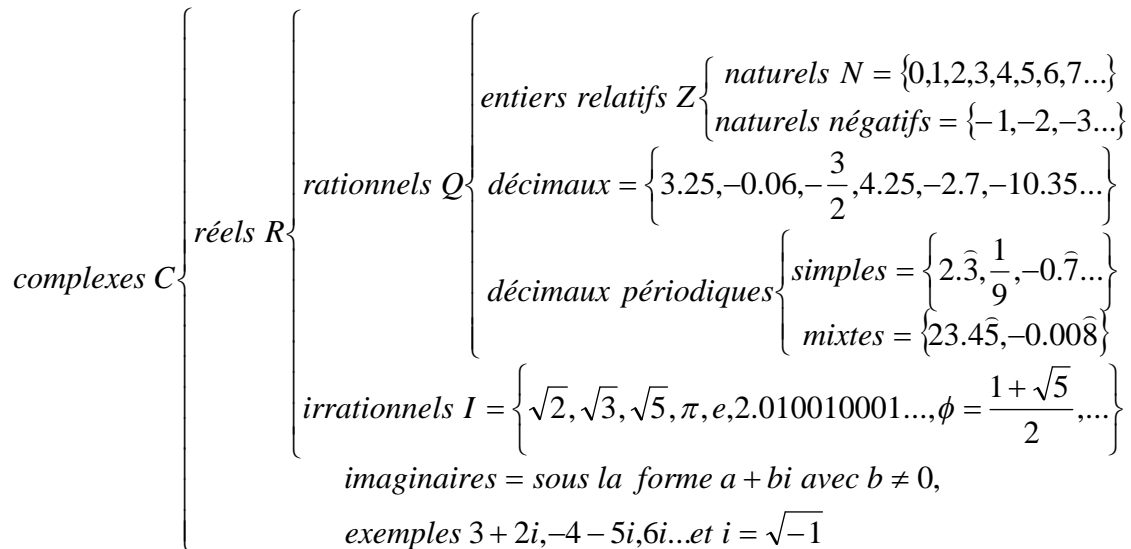 entiers relatifs Z { naturels N = {0,1,2,3,4,5,6,7...}
naturels négatifs = {−1,−2,−3...}
rationnels Q { décimaux = {3.25,−0.06,−3/2,4.25,−2.7,−10.35...}
réels R {
complexes C {
décimaux périodiques { simples = {2.3̂,1/9,−0.7̂...}
mixtes = {23.45̂,−0.008̂}
irrationnels I = {√2,√3,√5,π,e,2.010010001...,ϕ = (1+√5)/2,...}
imaginaires = sous la forme a + bi avec b ≠ 0,
exemples 3 + 2i,−4 − 5i,6i...et i = √−1